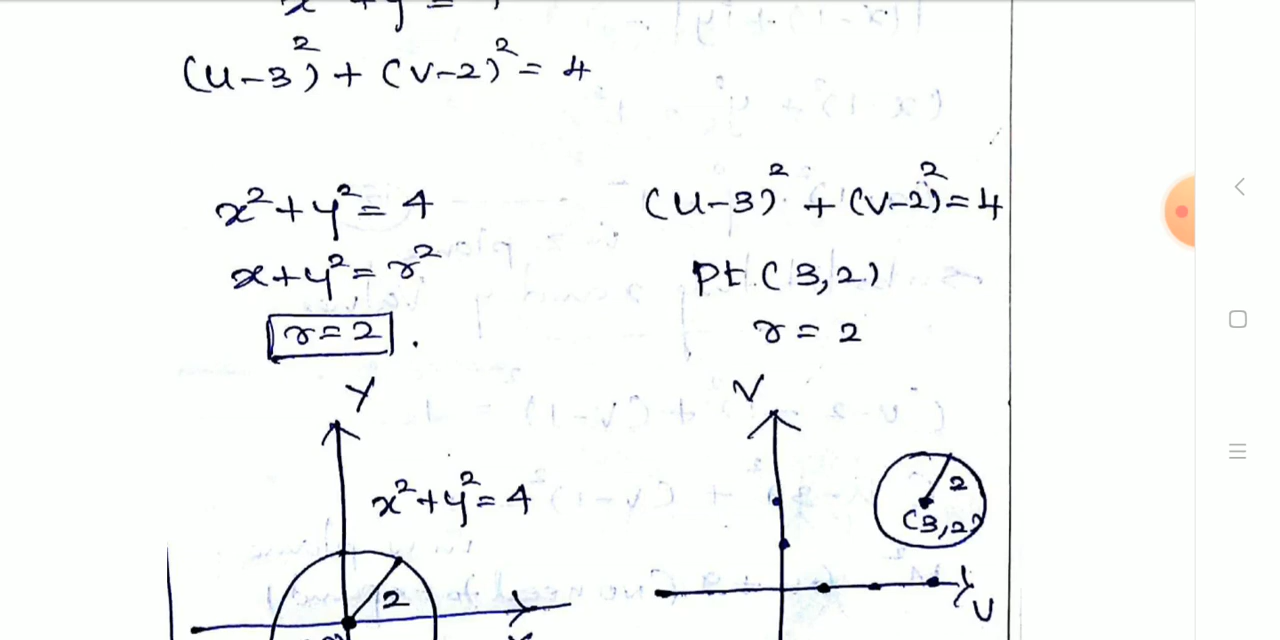 (u-3)² + (v-2)² = 4
x² + y² = 4
x + y² = r²
r = 2 .
(u-3)² + (v-2)² = 4
Pt. (3,2)
r = 2
Y
x² + y² = 4
2
V
2
(3,2)
U